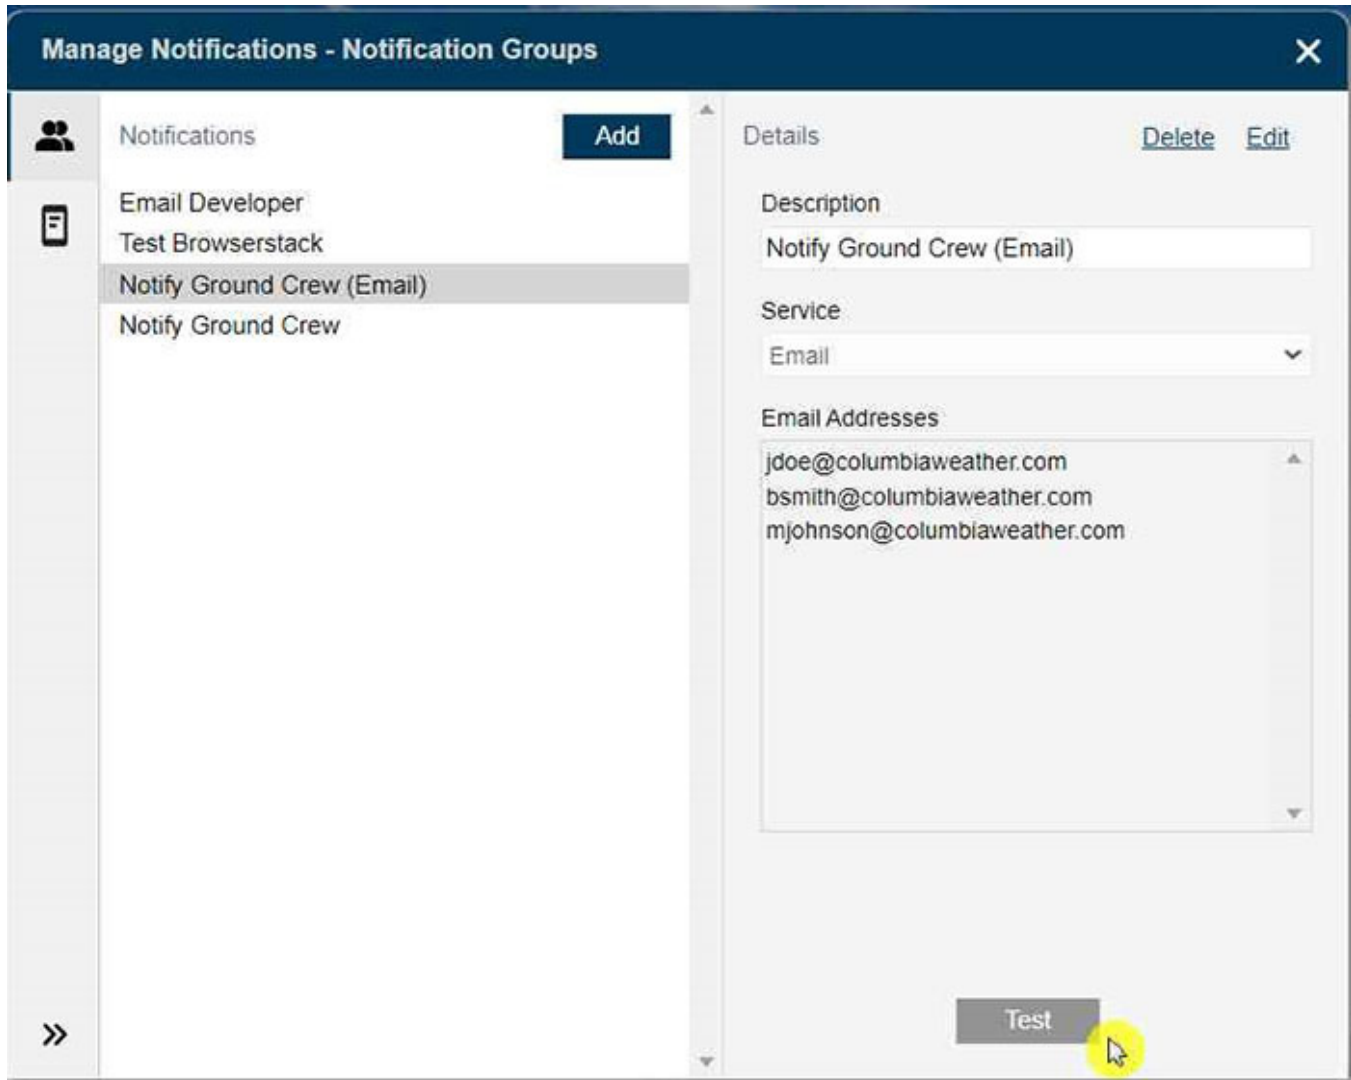 Manage Notifications - Notification Groups
Notifications
Add
Email Developer
Test Browserstack
Notify Ground Crew (Email)
Notify Ground Crew
Details
Delete
Edit
Description
Notify Ground Crew (Email)
Service
Email
Email Addresses
jdoe@columbiaweather.com
bsmith@columbiaweather.com
mjohnson@columbiaweather.com
Test